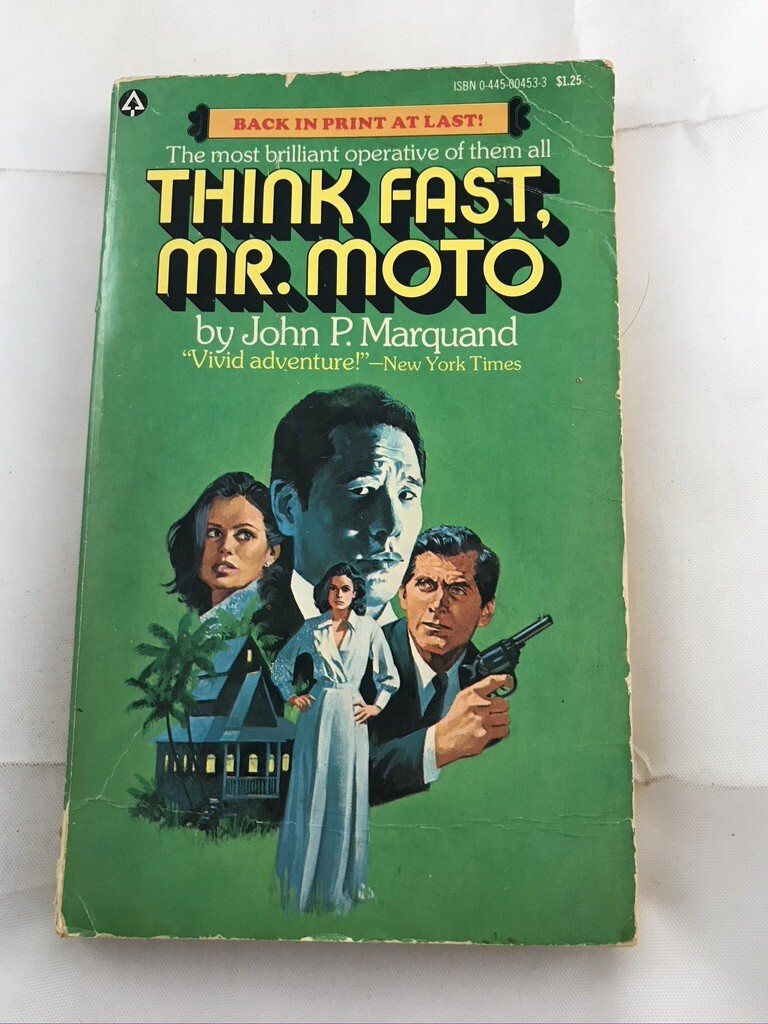 ISBN 0-445-00453-3 $1.25
BACK IN PRINT AT LAST!
The most brilliant operative of them all
THINK FAST,
MR. MOTO
by John P. Marquand
“Vivid adventure!”—New York Times